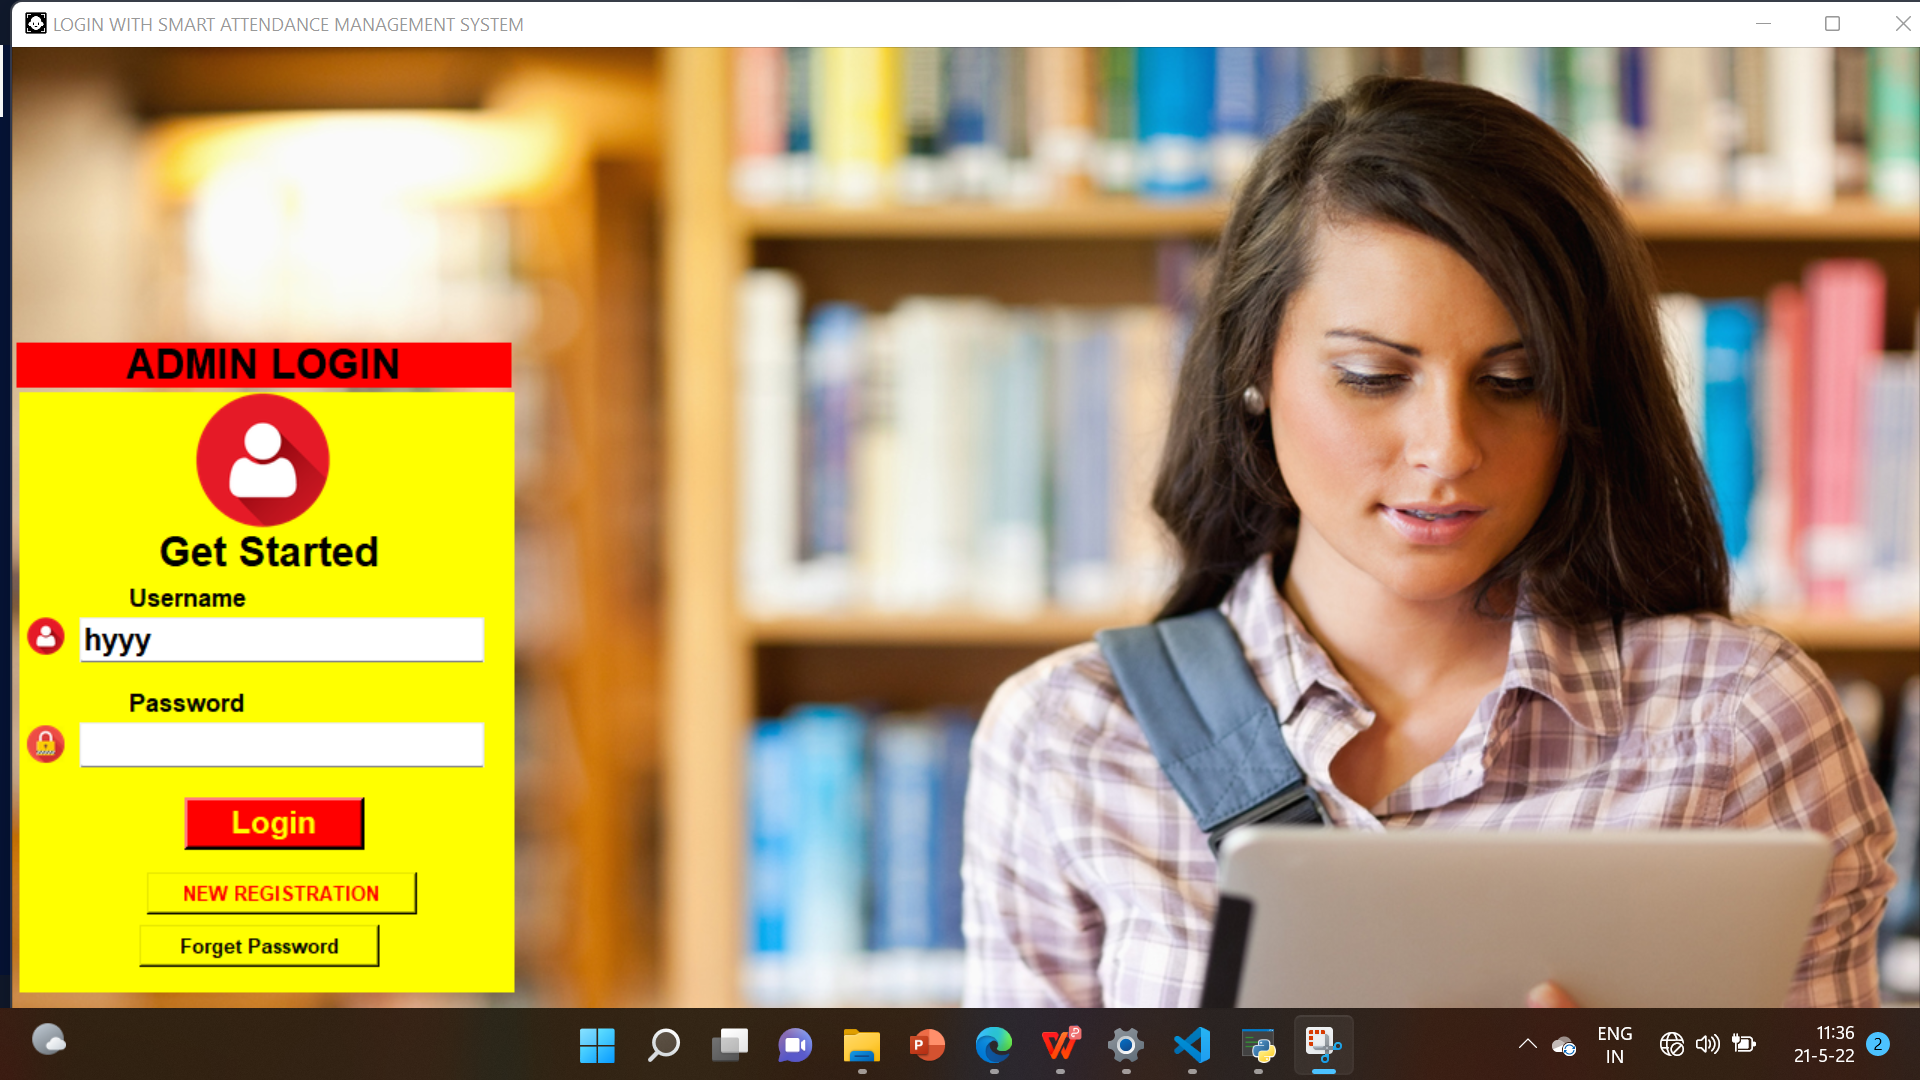 LOGIN WITH SMART ATTENDANCE MANAGEMENT SYSTEM
ADMIN LOGIN
Get Started
Username
hyyy
Password
Login
NEW REGISTRATION
Forget Password
ENG
IN
11:36
21-5-22
2